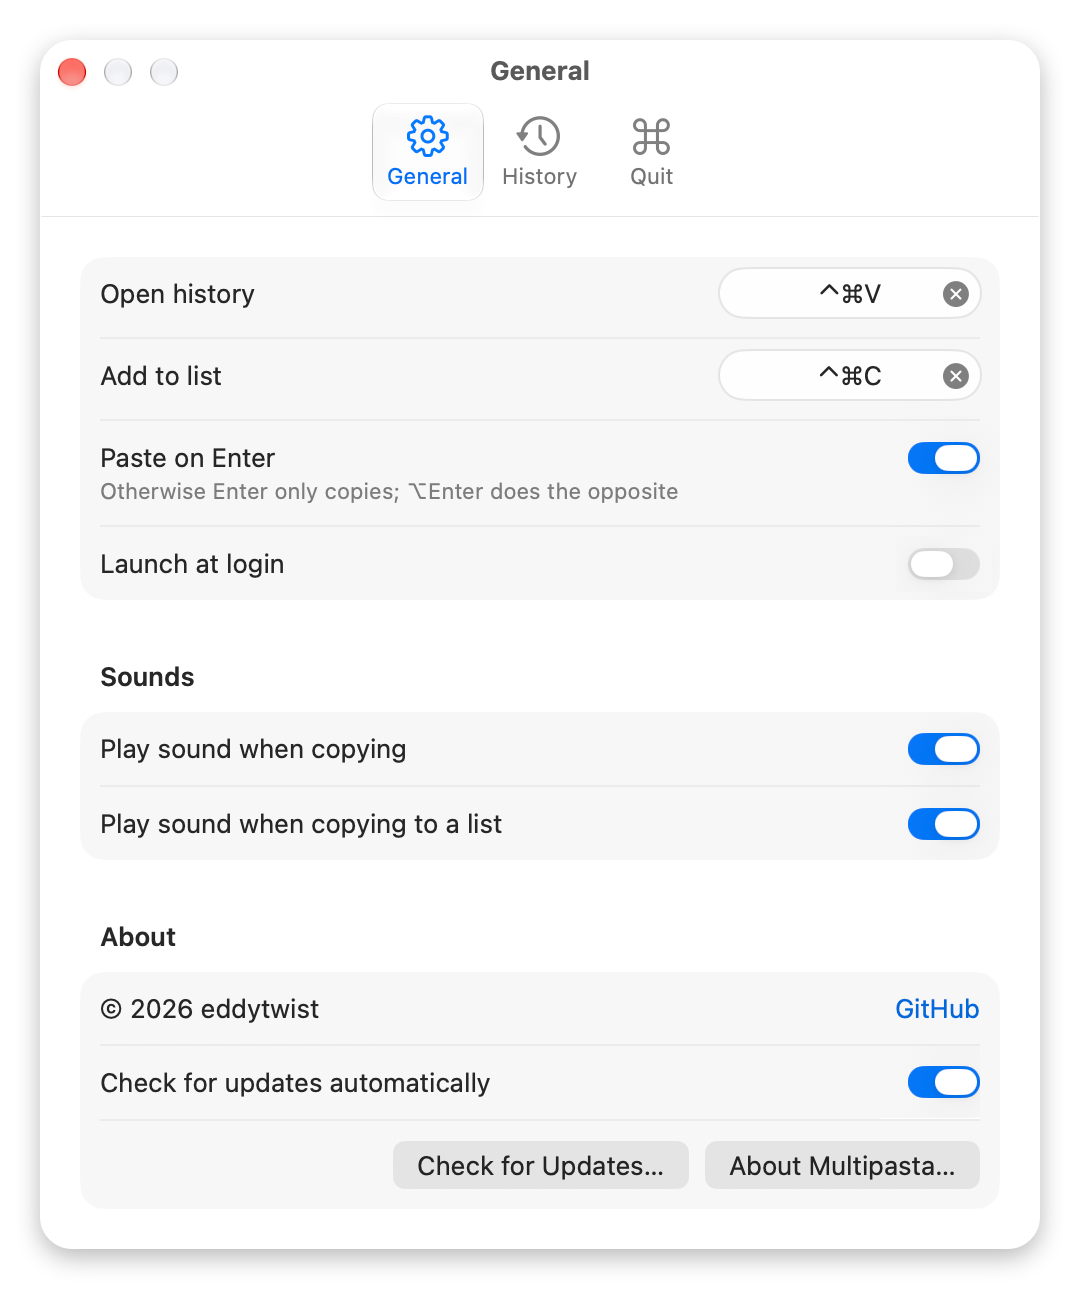 General
General
History
Quit
Open history
⌃⌘V
Add to list
⌃⌘C
Paste on Enter
Otherwise Enter only copies; ⌥Enter does the opposite
Launch at login
Sounds
Play sound when copying
Play sound when copying to a list
About
© 2026 eddytwist
GitHub
Check for updates automatically
Check for Updates...
About Multipasta...